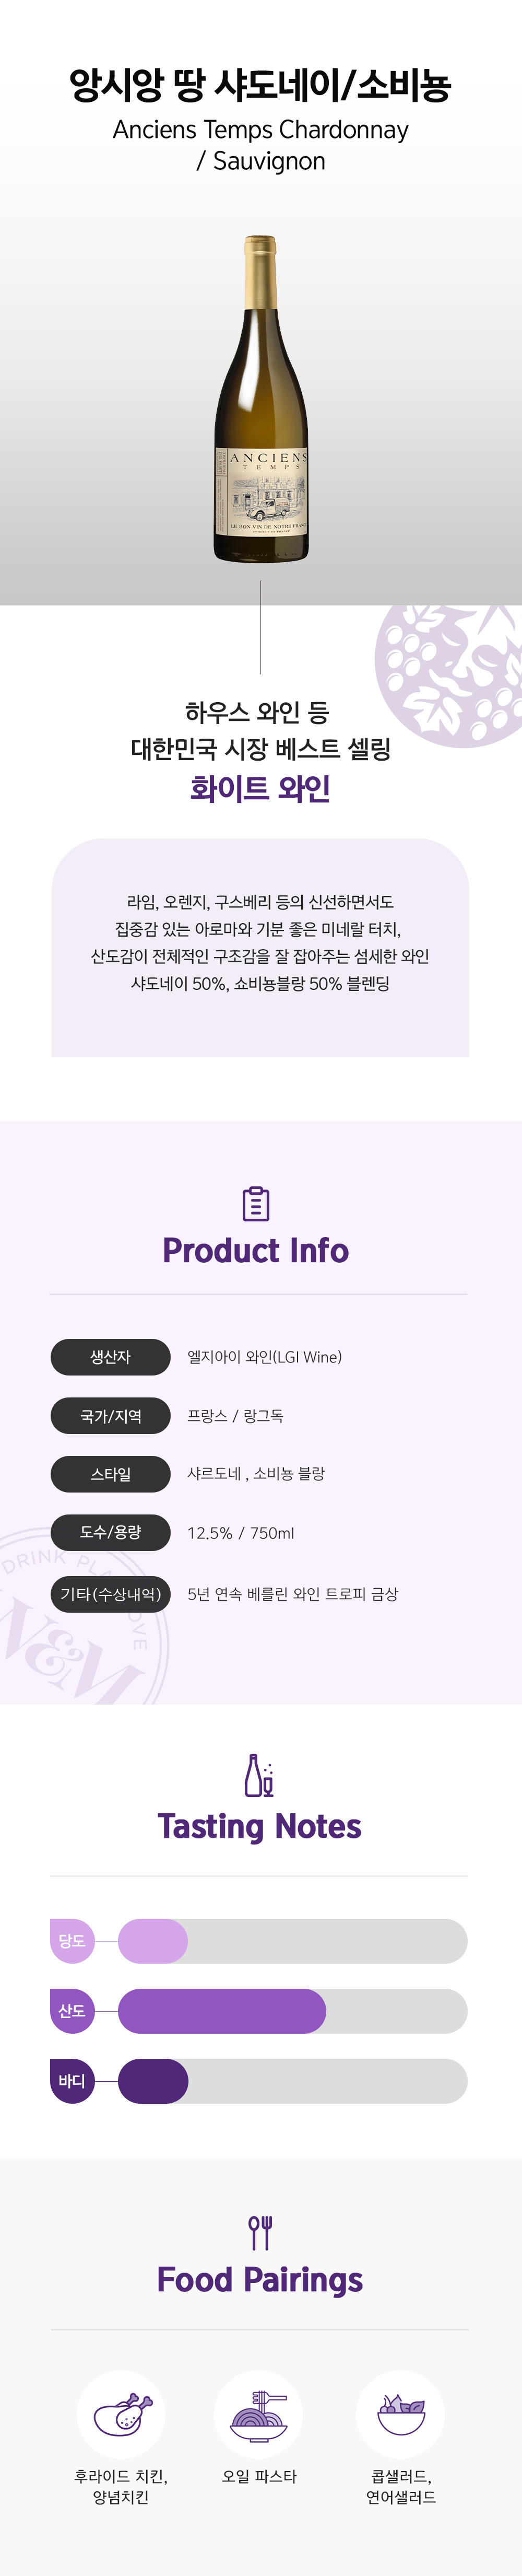 앙시앙 땅 샤도네이/소비뇽
Anciens Temps Chardonnay
/ Sauvignon
ANCIENS
TEMPS
LE BON VIN DE NOTRE FRANCE
하우스 와인 등
대한민국 시장 베스트 셀링
화이트 와인
라임, 오렌지, 구스베리 등의 신선하면서도
집중감 있는 아로마와 기분 좋은 미네랄 터치,
산도감이 전체적인 구조감을 잘 잡아주는 섬세한 와인
샤도네이 50%, 쇼비뇽블랑 50% 블렌딩
Product Info
생산자 엘지아이 와인(LGI Wine)
국가/지역 프랑스 / 랑그독
스타일 샤르도네 , 소비뇽 블랑
도수/용량 12.5% / 750ml
기타(수상내역) 5년 연속 베를린 와인 트로피 금상
DRINK PLAY LOVE
W&M
Tasting Notes
당도
산도
바디
Food Pairings
후라이드 치킨, 오일 파스타 콥샐러드,
양념치킨 연어샐러드